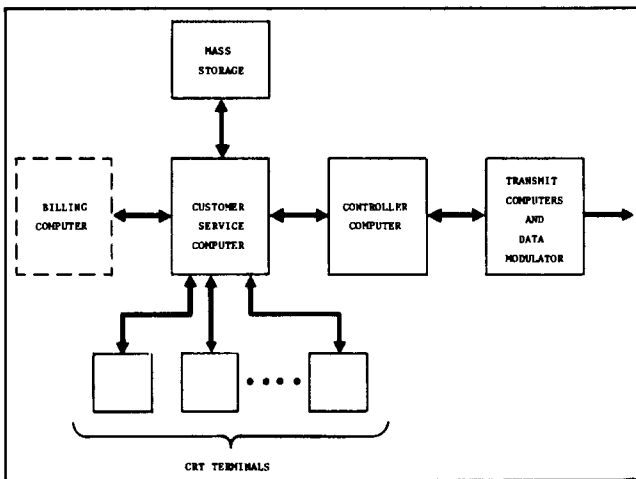 MASS
STORAGE
BILLING
COMPUTER
CUSTOMER
SERVICE
COMPUTER
CONTROLLER
COMPUTER
TRANSMIT
COMPUTERS
AND
DATA
MODULATOR
CRT TERMINALS